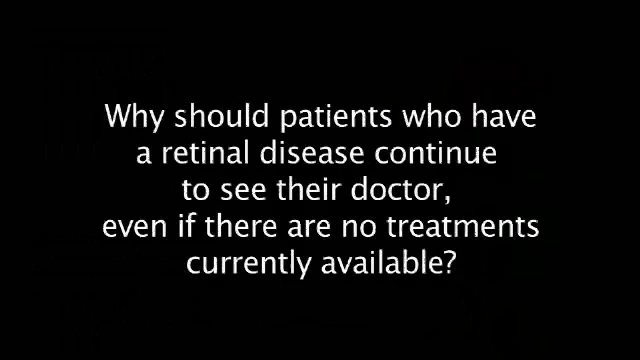 Why should patients who have
a retinal disease continue
to see their doctor,
even if there are no treatments
currently available?